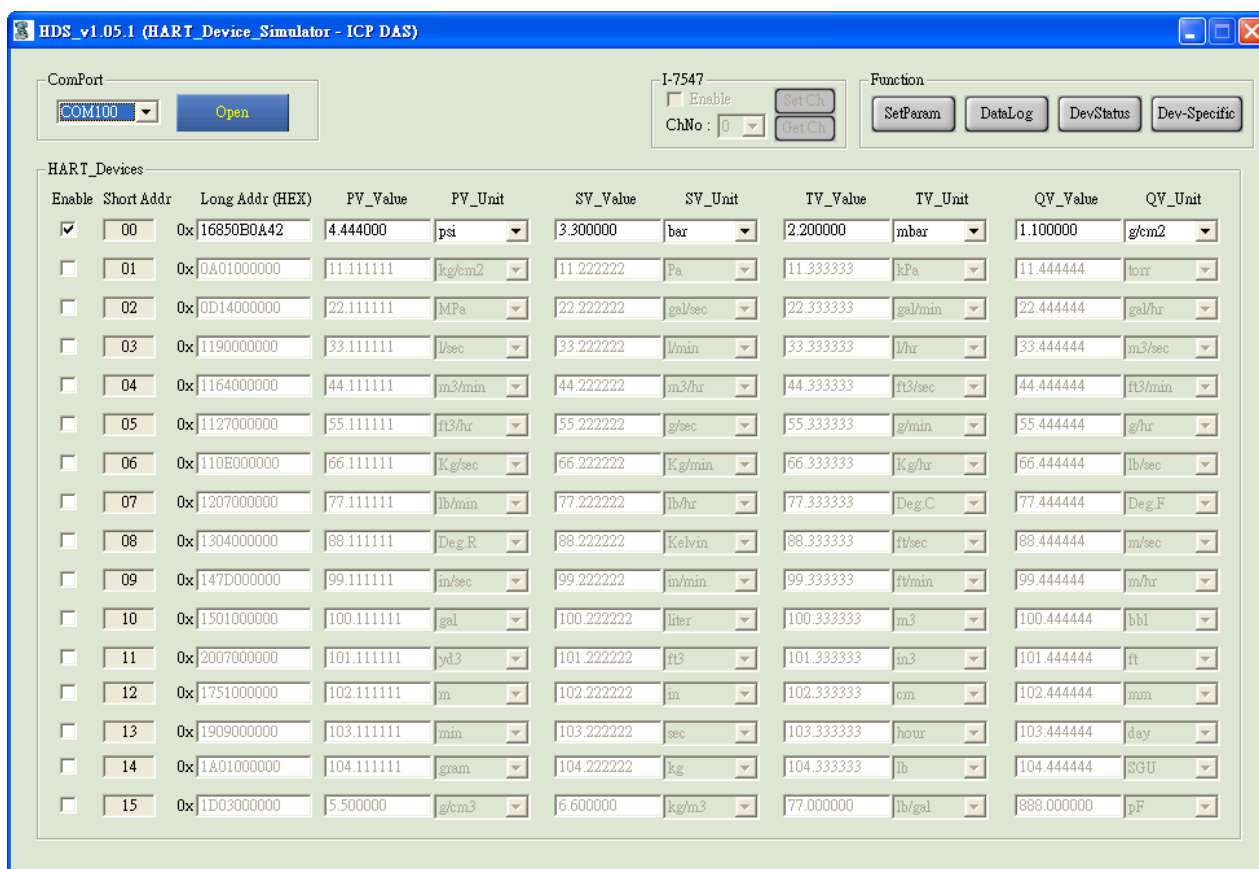 HDS_v1.05.1 (HART_Device_Simulator - ICP DAS)
ComPort I-7547 Function
COM100 Open Enable Set Ch SetParam DataLog DevStatus Dev-Specific
ChNo : 0 Get Ch
HART_Devices
Enable Short Addr Long Addr (HEX) PV_Value PV_Unit SV_Value SV_Unit TV_Value TV_Unit QV_Value QV_Unit
00 0x 16850B0A42 4.444000 psi 3.300000 bar 2.200000 mbar 1.100000 g/cm2
01 0x 0A01000000 11.111111 kg/cm2 11.222222 Pa 11.333333 kPa 11.444444 torr
02 0x 0D14000000 22.111111 MPa 22.222222 gal/sec 22.333333 gal/min 22.444444 gal/hr
03 0x 1190000000 33.111111 l/sec 33.222222 l/min 33.333333 l/hr 33.444444 m3/sec
04 0x 1164000000 44.111111 m3/min 44.222222 m3/hr 44.333333 ft3/sec 44.444444 ft3/min
05 0x 1127000000 55.111111 ft3/hr 55.222222 g/sec 55.333333 g/min 55.444444 g/hr
06 0x 110E000000 66.111111 Kg/sec 66.222222 Kg/min 66.333333 Kg/hr 66.444444 lb/sec
07 0x 1207000000 77.111111 lb/min 77.222222 lb/hr 77.333333 Deg.C 77.444444 Deg.F
08 0x 1304000000 88.111111 Deg.R 88.222222 Kelvin 88.333333 ft/sec 88.444444 m/sec
09 0x 147D000000 99.111111 in/sec 99.222222 in/min 99.333333 ft/min 99.444444 m/hr
10 0x 1501000000 100.111111 gal 100.222222 liter 100.333333 m3 100.444444 bbl
11 0x 2007000000 101.111111 yd3 101.222222 ft3 101.333333 in3 101.444444 ft
12 0x 1751000000 102.111111 m 102.222222 in 102.333333 cm 102.444444 mm
13 0x 1909000000 103.111111 min 103.222222 sec 103.333333 hour 103.444444 day
14 0x 1A01000000 104.111111 gram 104.222222 kg 104.333333 lb 104.444444 SGU
15 0x 1D03000000 5.500000 g/cm3 6.600000 kg/m3 77.000000 lb/gal 888.000000 pF